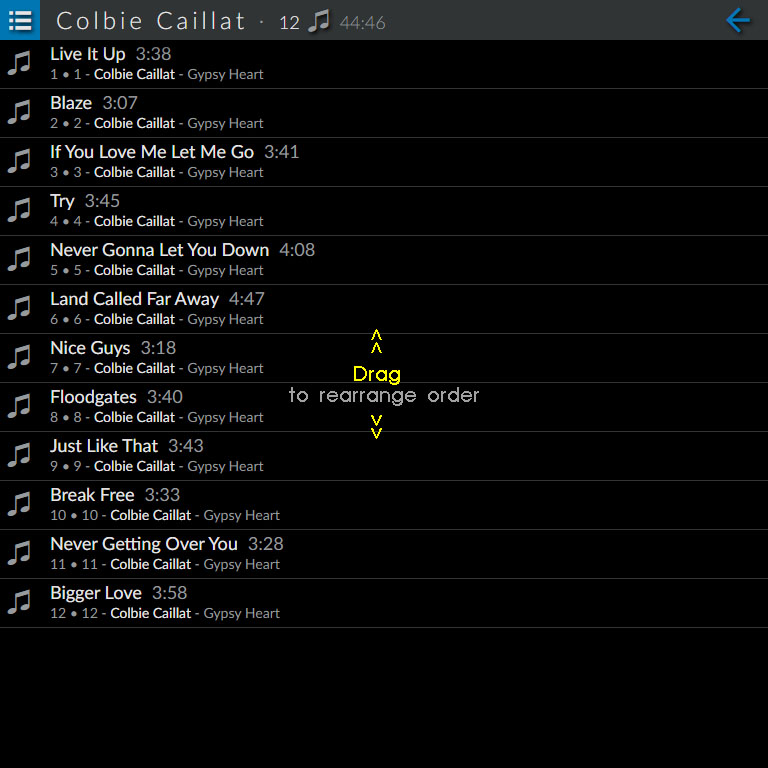 Colbie Caillat · 12 44:46
Live It Up 3:38
1 • 1 - Colbie Caillat - Gypsy Heart
Blaze 3:07
2 • 2 - Colbie Caillat - Gypsy Heart
If You Love Me Let Me Go 3:41
3 • 3 - Colbie Caillat - Gypsy Heart
Try 3:45
4 • 4 - Colbie Caillat - Gypsy Heart
Never Gonna Let You Down 4:08
5 • 5 - Colbie Caillat - Gypsy Heart
Land Called Far Away 4:47
6 • 6 - Colbie Caillat - Gypsy Heart
Nice Guys 3:18
7 • 7 - Colbie Caillat - Gypsy Heart
Drag
to rearrange order
Floodgates 3:40
8 • 8 - Colbie Caillat - Gypsy Heart
Just Like That 3:43
9 • 9 - Colbie Caillat - Gypsy Heart
Break Free 3:33
10 • 10 - Colbie Caillat - Gypsy Heart
Never Getting Over You 3:28
11 • 11 - Colbie Caillat - Gypsy Heart
Bigger Love 3:58
12 • 12 - Colbie Caillat - Gypsy Heart